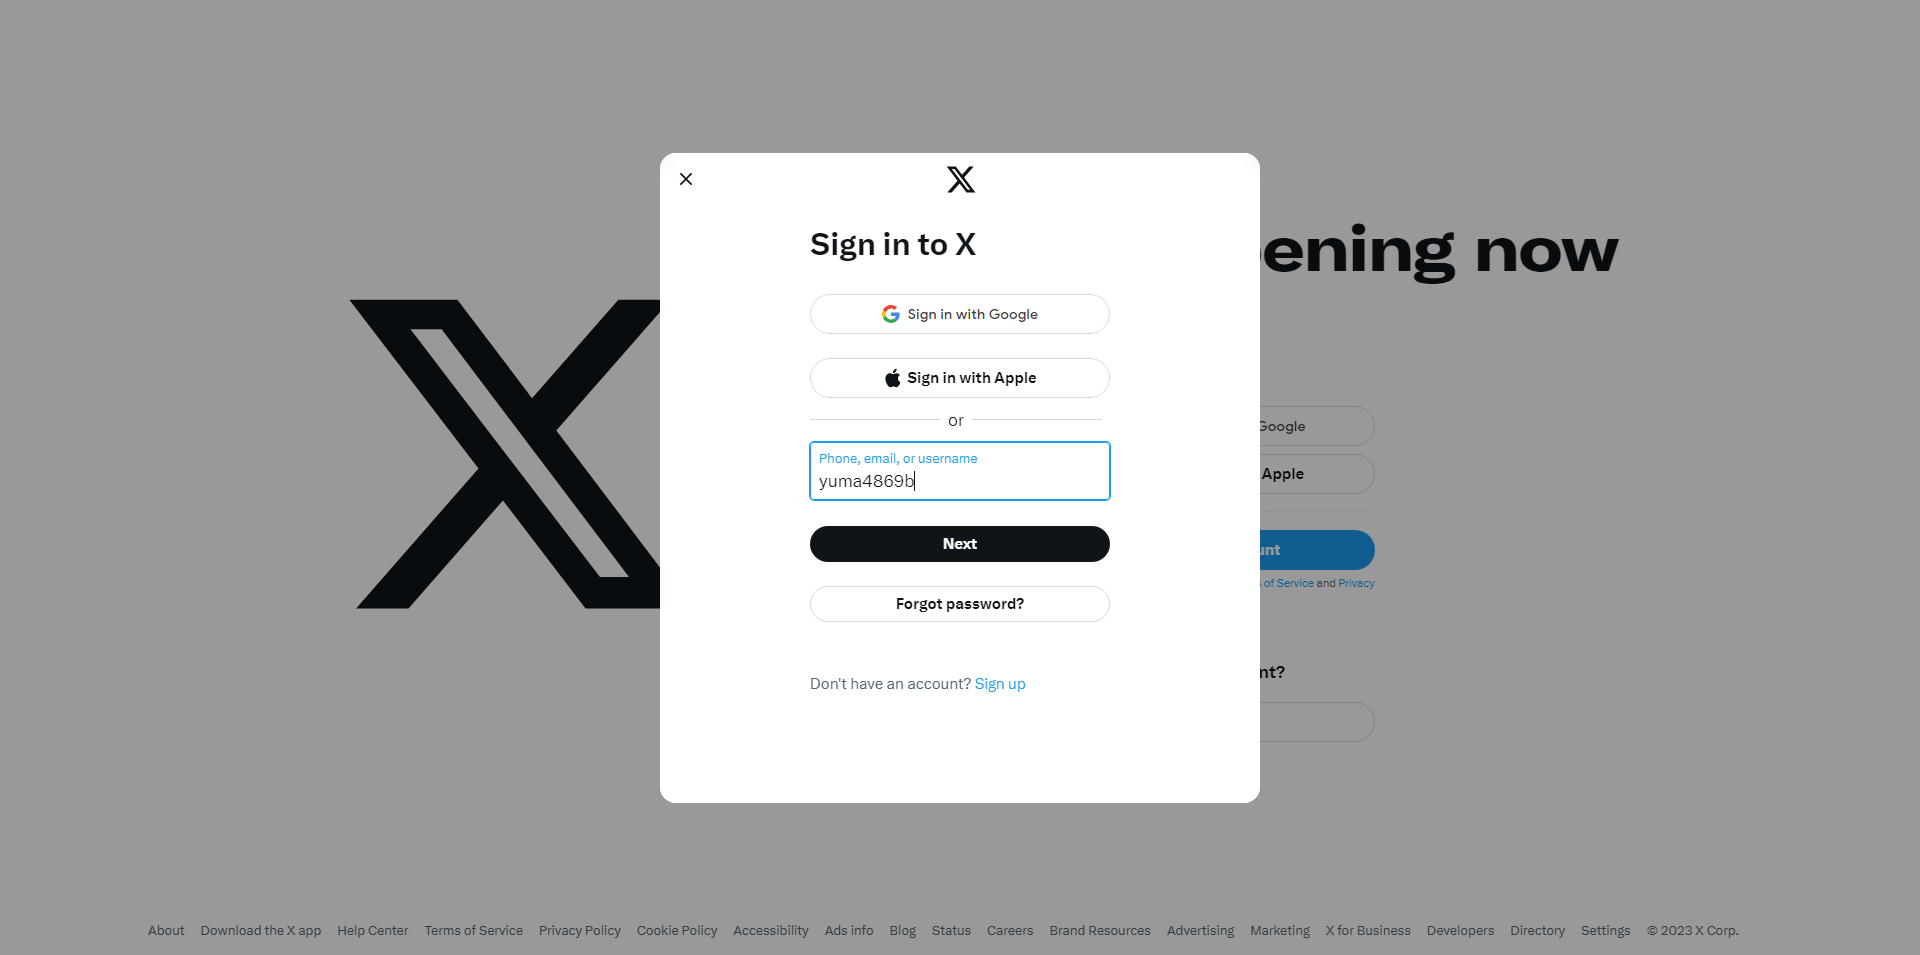 Sign in to X
Sign in with Google
Sign in with Apple
or
Phone, email, or username
yuma4869b
Next
Forgot password?
Don't have an account? Sign up
ening now
Google
Apple
unt
of Service and Privacy
nt?
About Download the X app Help Center Terms of Service Privacy Policy Cookie Policy Accessibility Ads info Blog Status Careers Brand Resources Advertising Marketing X for Business Developers Directory Settings © 2023 X Corp.